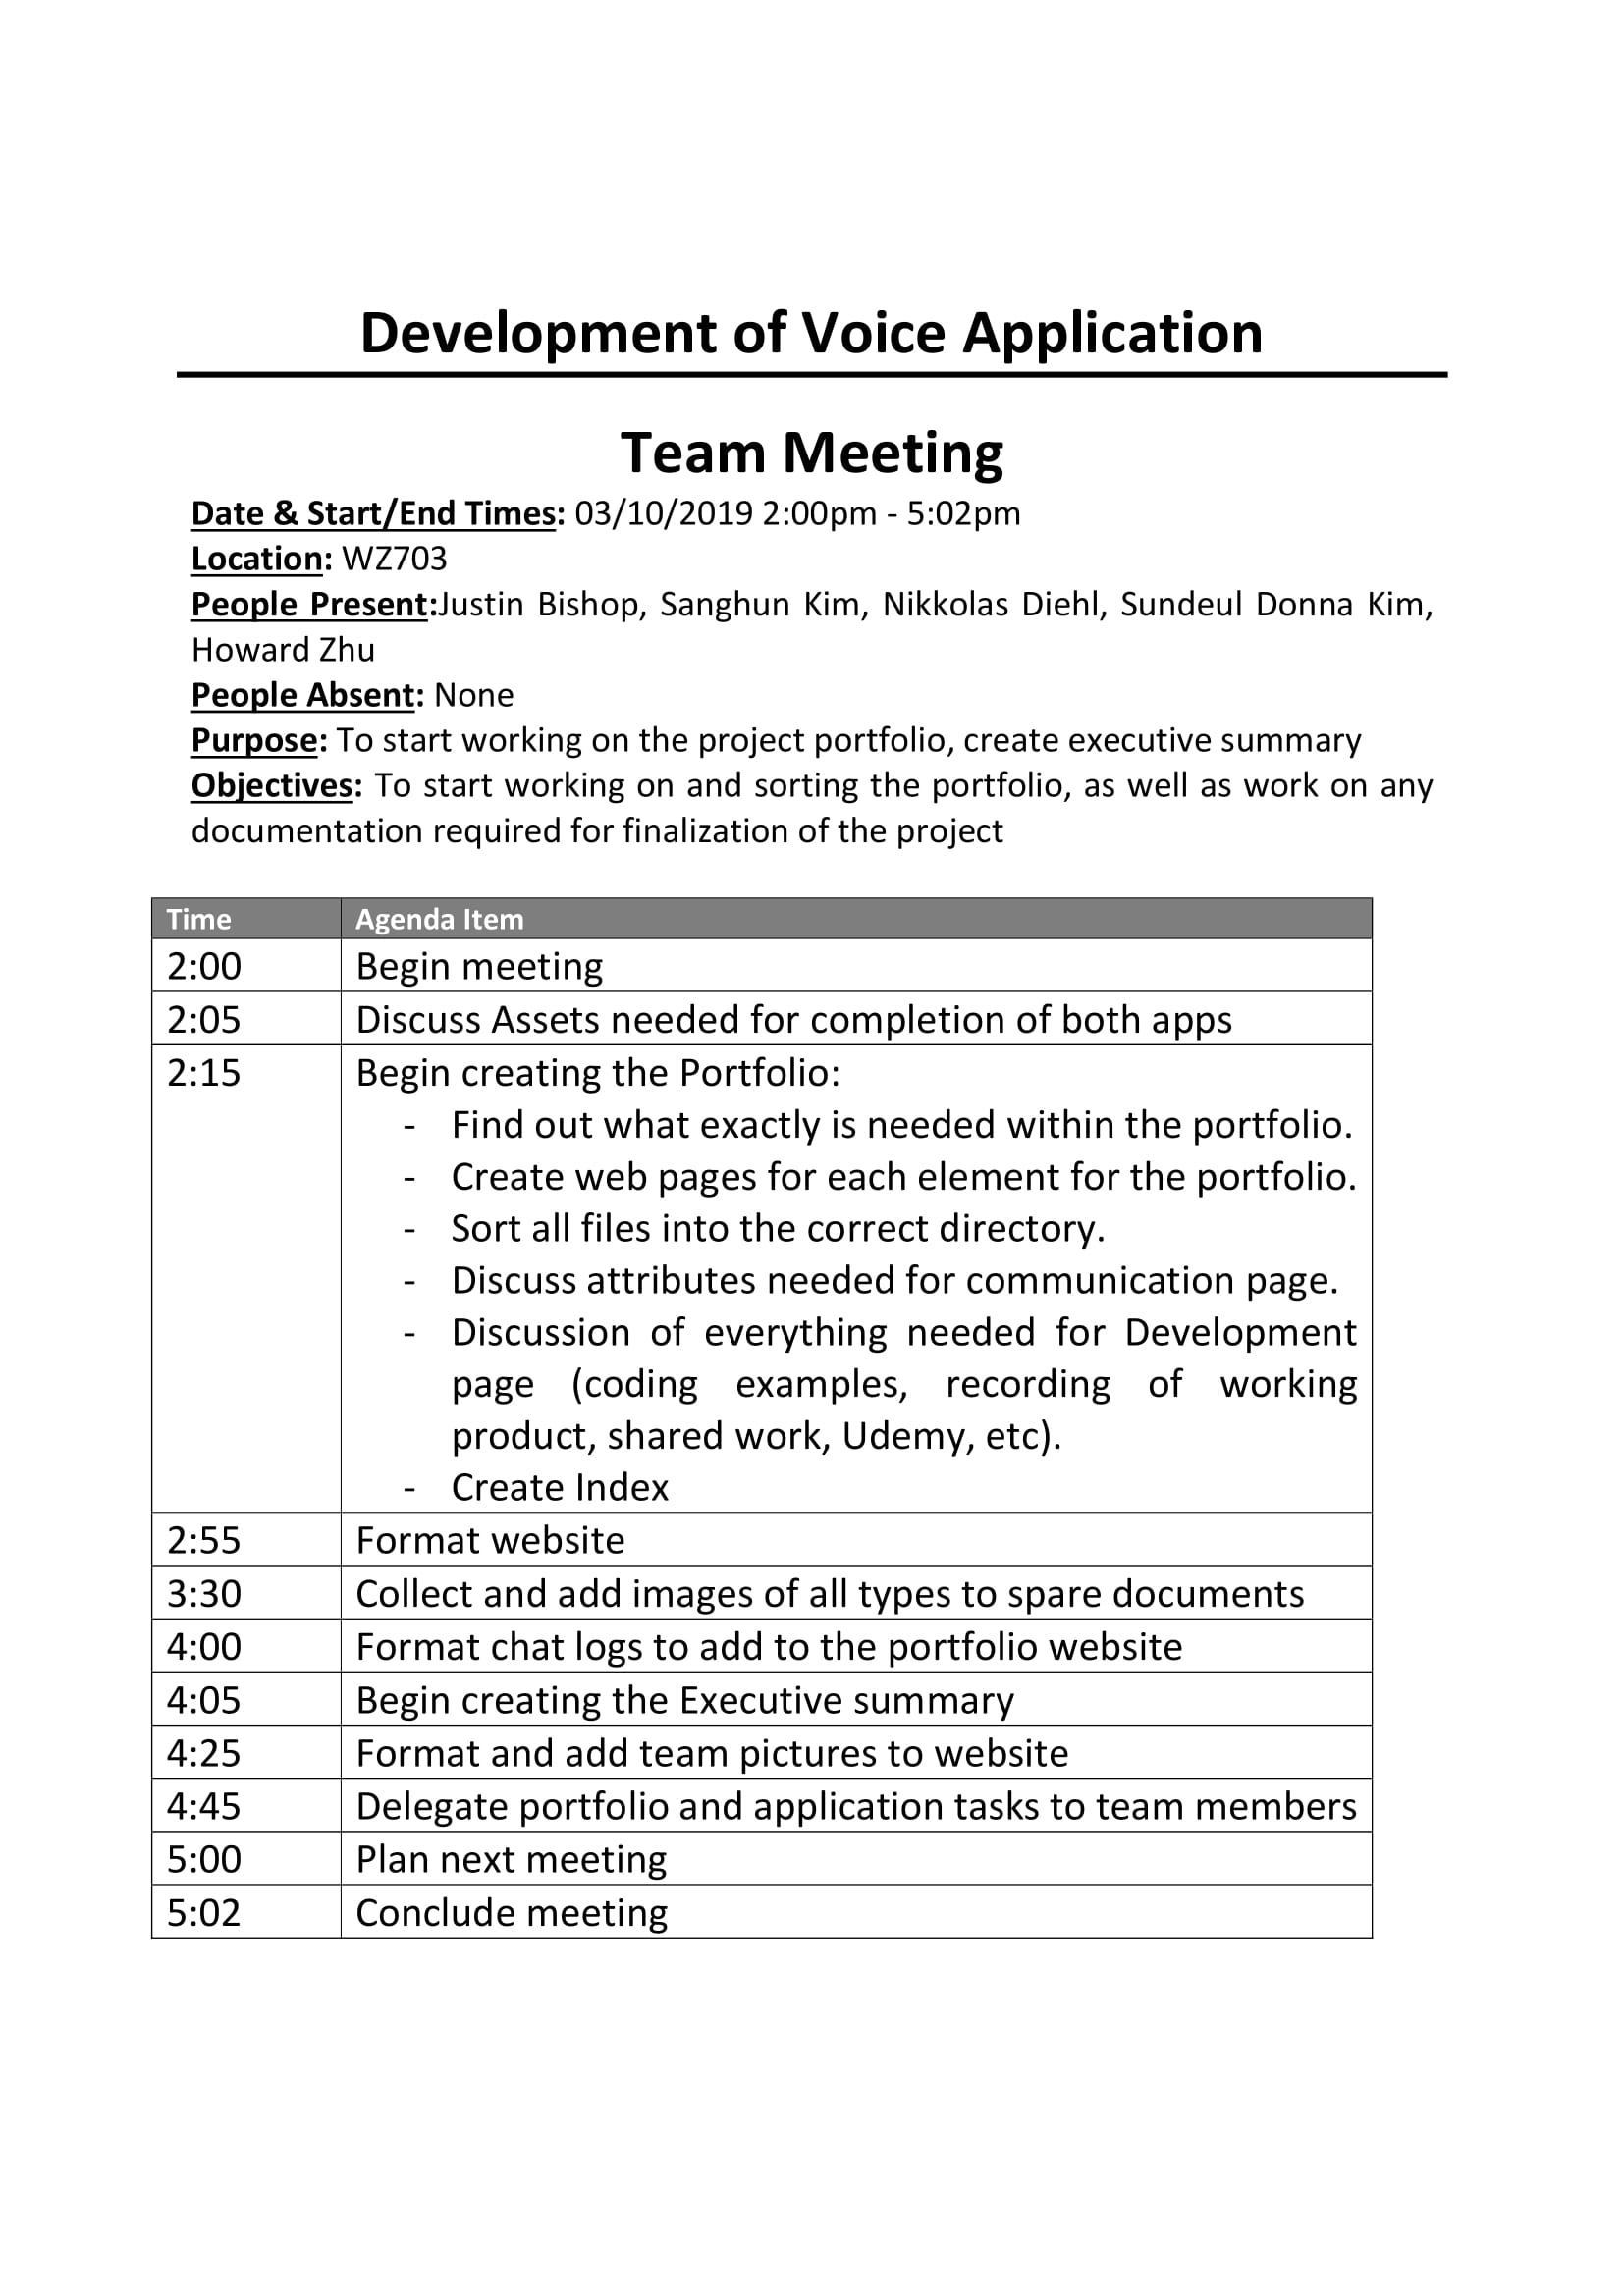 Development of Voice Application
Team Meeting
Date & Start/End Times: 03/10/2019 2:00pm - 5:02pm
Location: WZ703
People Present:Justin Bishop, Sanghun Kim, Nikkolas Diehl, Sundeul Donna Kim,
Howard Zhu
People Absent: None
Purpose: To start working on the project portfolio, create executive summary
Objectives: To start working on and sorting the portfolio, as well as work on any
documentation required for finalization of the project
Time Agenda Item
2:00 Begin meeting
2:05 Discuss Assets needed for completion of both apps
2:15 Begin creating the Portfolio:
- Find out what exactly is needed within the portfolio.
- Create web pages for each element for the portfolio.
- Sort all files into the correct directory.
- Discuss attributes needed for communication page.
- Discussion of everything needed for Development
page (coding examples, recording of working
product, shared work, Udemy, etc).
- Create Index
2:55 Format website
3:30 Collect and add images of all types to spare documents
4:00 Format chat logs to add to the portfolio website
4:05 Begin creating the Executive summary
4:25 Format and add team pictures to website
4:45 Delegate portfolio and application tasks to team members
5:00 Plan next meeting
5:02 Conclude meeting